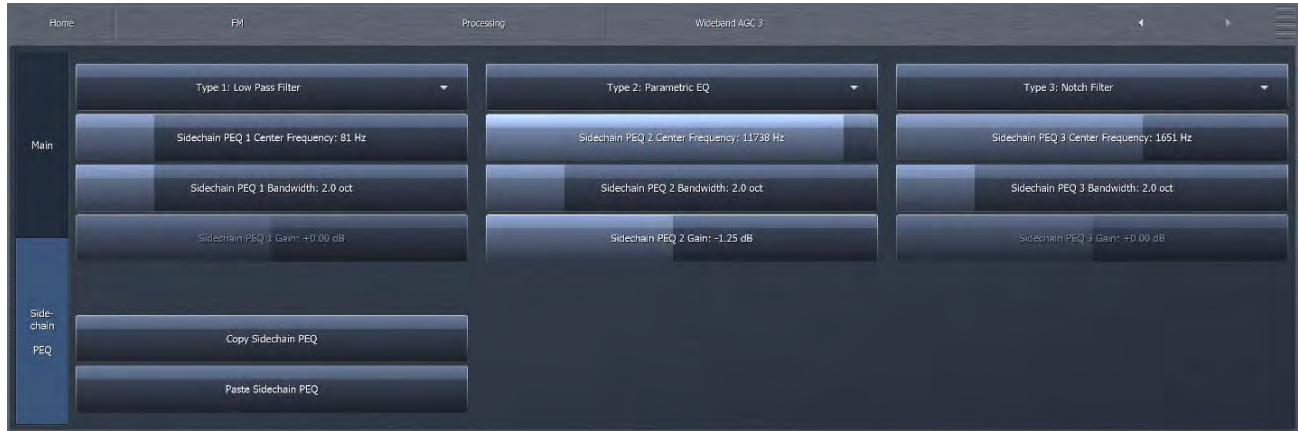 Home FM Processing Wideband AGC 3
Main
Type 1: Low Pass Filter
Sidechain PEQ 1 Center Frequency: 81 Hz
Sidechain PEQ 1 Bandwidth: 2.0 oct
Sidechain PEQ 1 Gain: +0.00 dB
Type 2: Parametric EQ
Sidechain PEQ 2 Center Frequency: 11738 Hz
Sidechain PEQ 2 Bandwidth: 2.0 oct
Sidechain PEQ 2 Gain: -1.25 dB
Type 3: Notch Filter
Sidechain PEQ 3 Center Frequency: 1651 Hz
Sidechain PEQ 3 Bandwidth: 2.0 oct
Sidechain PEQ 3 Gain: +0.00 dB
Side-
chain
PEQ
Copy Sidechain PEQ
Paste Sidechain PEQ